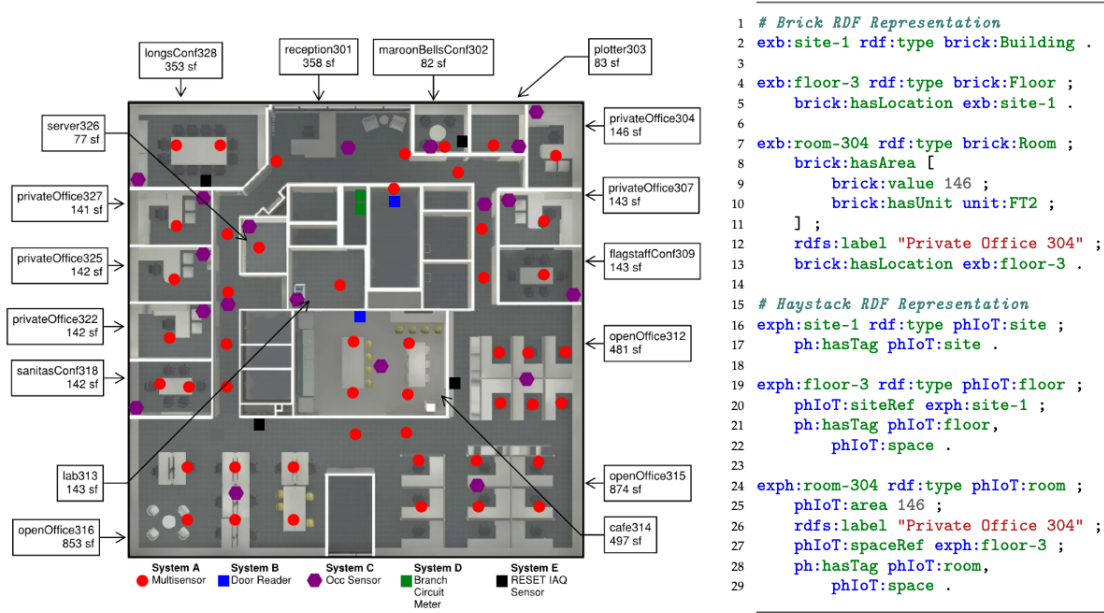 longsConf328
353 sf
reception301
358 sf
maroonBellsConf302
82 sf
plotter303
83 sf
server326
77 sf
privateOffice304
146 sf
privateOffice327
141 sf
privateOffice307
143 sf
privateOffice325
142 sf
flagstaffConf309
143 sf
privateOffice322
142 sf
openOffice312
481 sf
sanitasConf318
142 sf
lab313
143 sf
openOffice315
874 sf
openOffice316
853 sf
cafe314
497 sf
System A
Multisensor
System B
Door Reader
System C
Occ Sensor
System D
Branch
Circuit
Meter
System E
RESET IAQ
Sensor
1 # Brick RDF Representation
2 exb:site-1 rdf:type brick:Building .
3
4 exb:floor-3 rdf:type brick:Floor ;
5     brick:hasLocation exb:site-1 .
6
7 exb:room-304 rdf:type brick:Room ;
8     brick:hasArea [
9         brick:value 146 ;
10         brick:hasUnit unit:FT2 ;
11     ] ;
12     rdfs:label "Private Office 304" ;
13     brick:hasLocation exb:floor-3 .
14
15 # Haystack RDF Representation
16 exph:site-1 rdf:type phIoT:site ;
17     ph:hasTag phIoT:site .
18
19 exph:floor-3 rdf:type phIoT:floor ;
20     phIoT:siteRef exph:site-1 ;
21     ph:hasTag phIoT:floor,
22         phIoT:space .
23
24 exph:room-304 rdf:type phIoT:room ;
25     phIoT:area 146 ;
26     rdfs:label "Private Office 304" ;
27     phIoT:spaceRef exph:floor-3 ;
28     ph:hasTag phIoT:room,
29         phIoT:space .